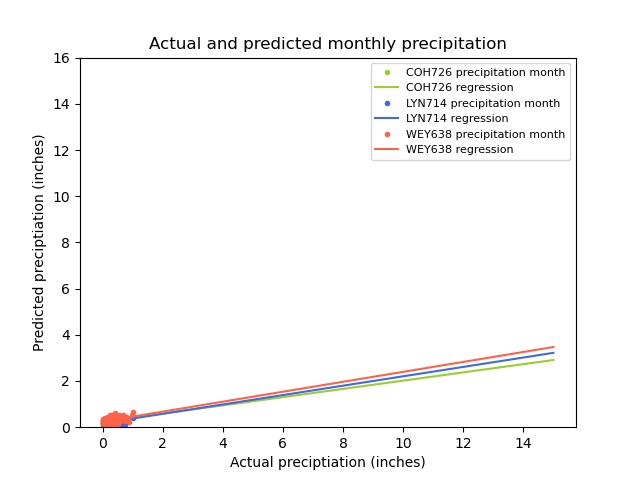 Actual and predicted monthly precipitation
COH726 precipitation month
COH726 regression
LYN714 precipitation month
LYN714 regression
WEY638 precipitation month
WEY638 regression
Predicted preciptiation (inches)
16
14
12
10
8
6
4
2
0
0 2 4 6 8 10 12 14
Actual preciptiation (inches)